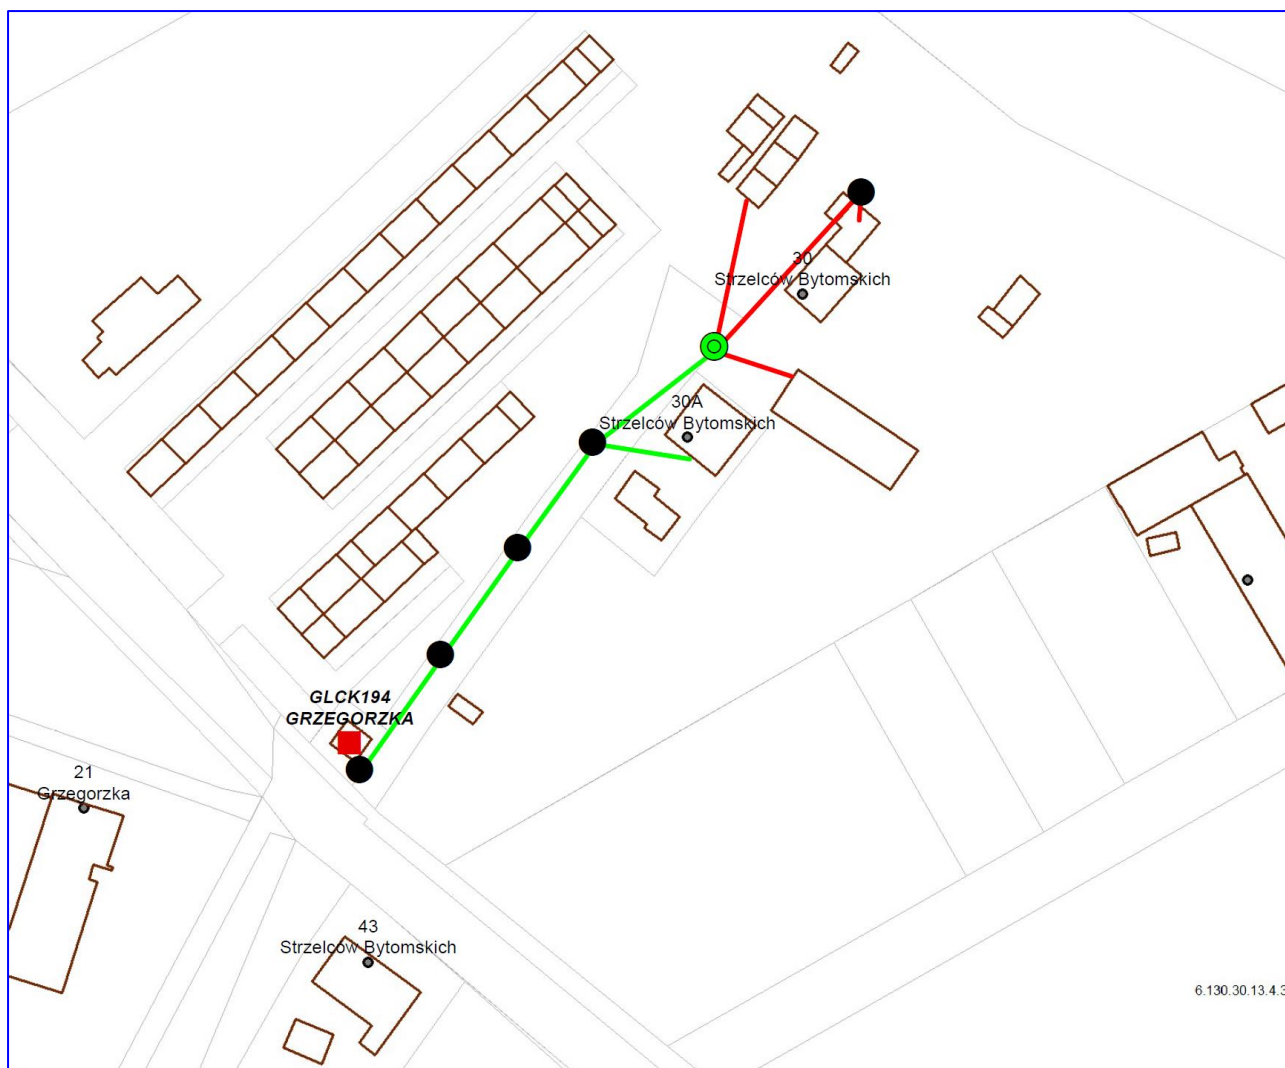 30
Strzelców Bytomskich
30A
Strzelców Bytomskich
GLCK194
GRZEGORZKA
21
Grzegorzka
43
Strzelców Bytomskich
6.130.30.13.4.3